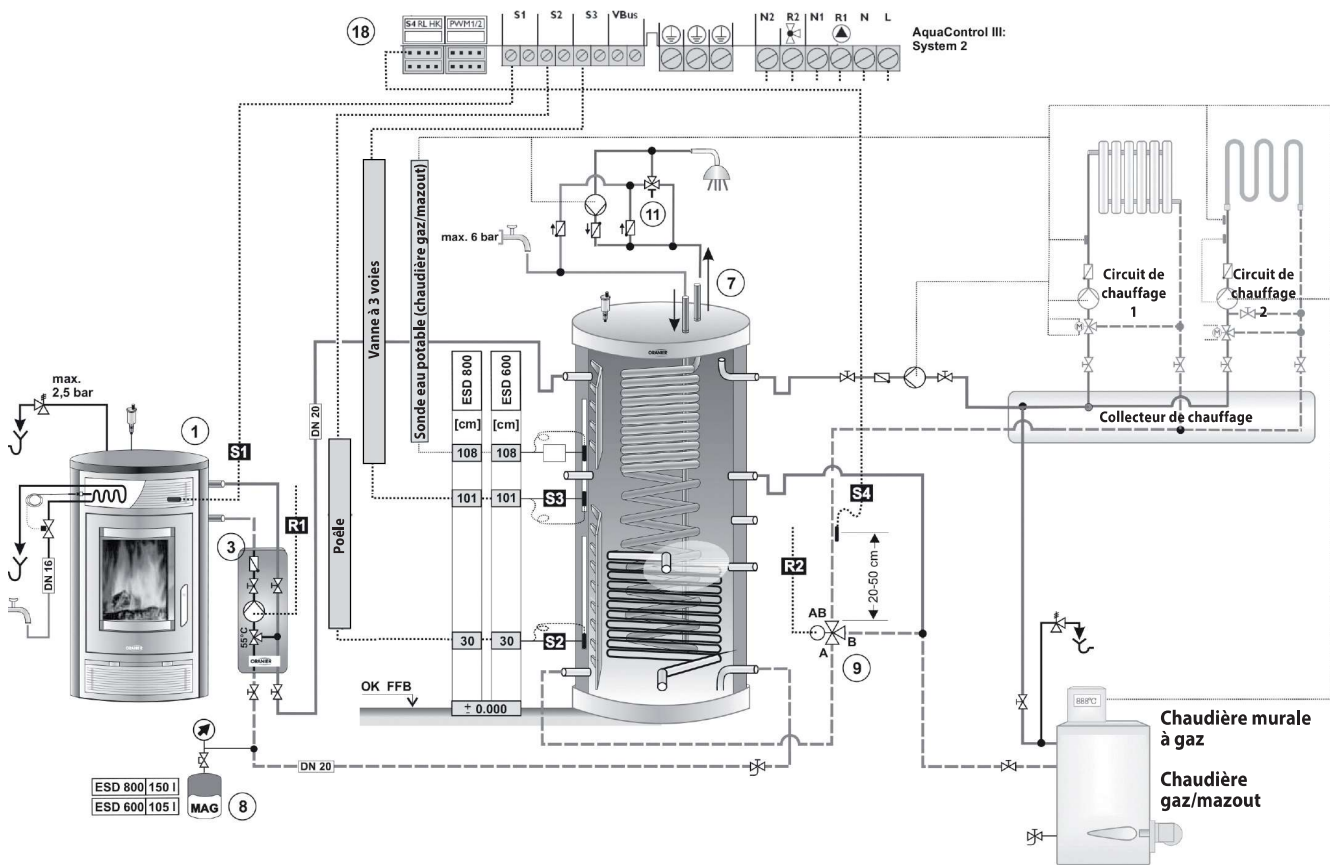 18
S4 RL HK
PWM1/2
S1 S2 S3 VBus
N2 R2 N1 R1 N L
AquaControl III:
System 2
Vanne à 3 voies
Sonde eau potable (chaudière gaz/mazout)
Poêle
max. 6 bar
11
7
Circuit de
chauffage
1
Circuit de
chauffage
2
M
M
Collecteur de chauffage
max.
2,5 bar
1
S1
R1
3
DN 16
DN 20
55°C
ORANIER
ORANIER
ORANIER
ESD 800
ESD 600
[cm] [cm]
108 108
101 101
S3
30 30
S2
± 0.000
OK FFB
S4
R2
20-50 cm
AB
A
B
9
DN 20
ESD 800 150 l
ESD 600 105 l
MAG
8
888°C
Chaudière murale
à gaz
Chaudière
gaz/mazout